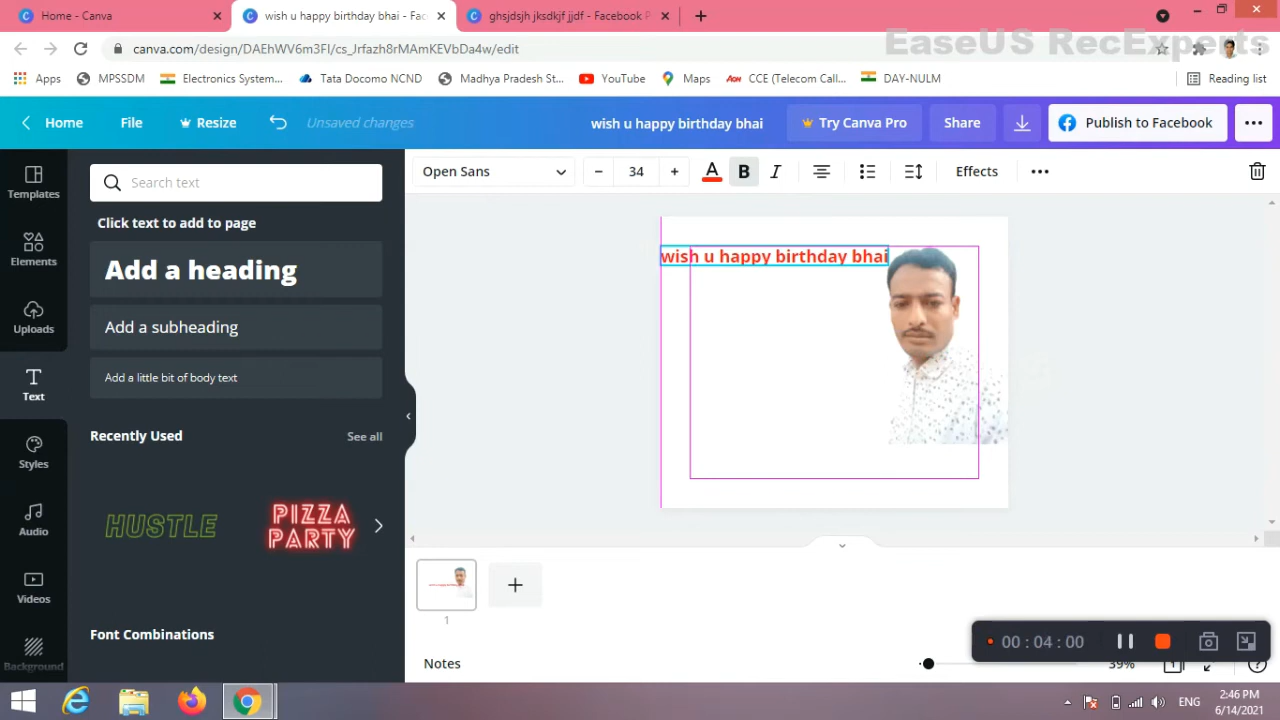 Home - Canva
wish u happy birthday bhai - Fac
ghsjdsjh jksdkjf jjdf - Facebook P
canva.com/design/DAEhWV6m3FI/cs_Jrfazh8rMAmKEVbDa4w/edit
EaseUS RecExperts
Apps
MPSSDM
Electronics System...
Tata Docomo NCND
Madhya Pradesh St...
YouTube
Maps
CCE (Telecom Call...
DAY-NULM
Reading list
Home
File
Resize
Unsaved changes
wish u happy birthday bhai
Try Canva Pro
Share
Publish to Facebook
Templates
Elements
Uploads
Text
Styles
Audio
Videos
Background
Search text
Click text to add to page
Add a heading
Add a subheading
Add a little bit of body text
Recently Used
See all
HUSTLE
PIZZA
PARTY
Font Combinations
Open Sans
34
A
B
I
Effects
wish u happy birthday bhai
1
Notes
00 : 04 : 00
39%
ENG
2:46 PM
6/14/2021